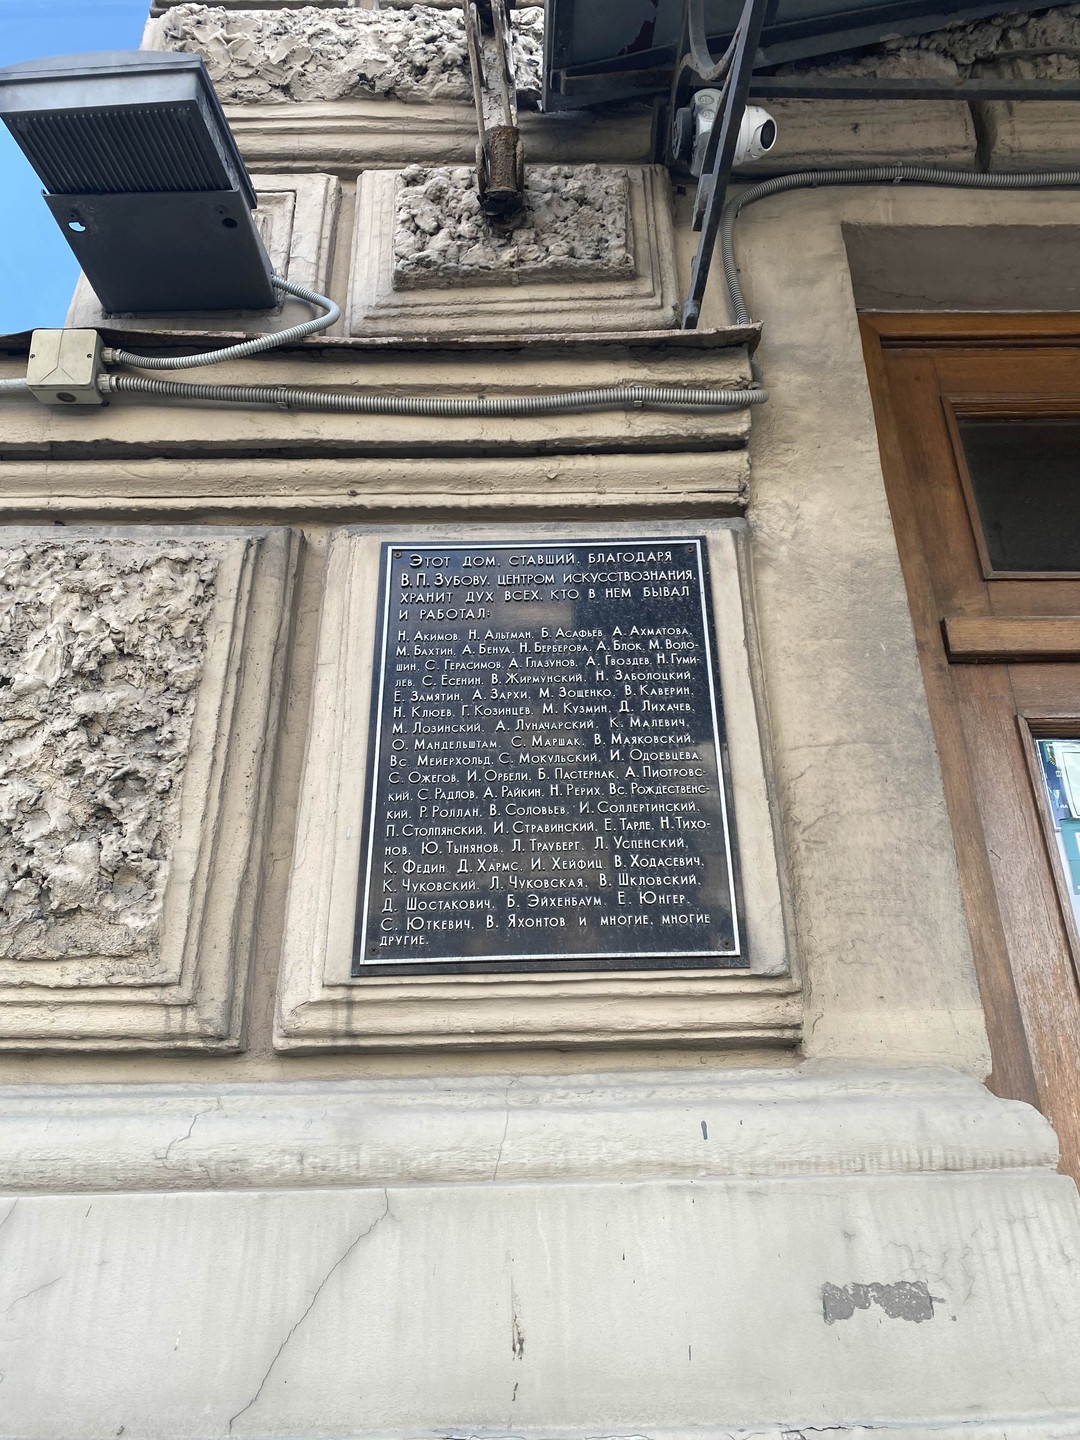 Этот дом, ставший, благодаря
В. П. Зубову, центром искусствознания,
хранит дух всех, кто в нем бывал
и работал:
Н. Акимов, Н. Альтман, Б. Асафьев, А. Ахматова,
М. Бахтин, А. Бенуа, Н. Берберова, А. Блок, М. Воло-
шин, С. Герасимов, А. Глазунов, А. Гвоздев, Н. Гуми-
лев, С. Есенин, В. Жирмунский, Н. Заболоцкий,
Е. Замятин, А. Зархи, М. Зощенко, В. Каверин,
Н. Клюев, Г. Козинцев, М. Кузмин, Д. Лихачев,
М. Лозинский, А. Луначарский, К. Малевич,
О. Мандельштам, С. Маршак, В. Маяковский,
Вс. Мейерхольд, С. Мокульский, И. Одоевцева,
С. Ожегов, И. Орбели, Б. Пастернак, А. Пиотровс-
кий, С. Радлов, А. Райкин, Н. Рерих, Вс. Рождественс-
кий, Р. Роллан, В. Соловьев, И. Соллертинский,
П. Столпянский, И. Стравинский, Е. Тарле, Н. Тихо-
нов, Ю. Тынянов, Л. Трауберг, Л. Успенский,
К. Федин, Д. Хармс, И. Хейфиц, В. Ходасевич,
К. Чуковский, Л. Чуковская, В. Шкловский,
Д. Шостакович, Б. Эйхенбаум, Е. Юнгер,
С. Юткевич, В. Яхонтов и многие, многие
другие.